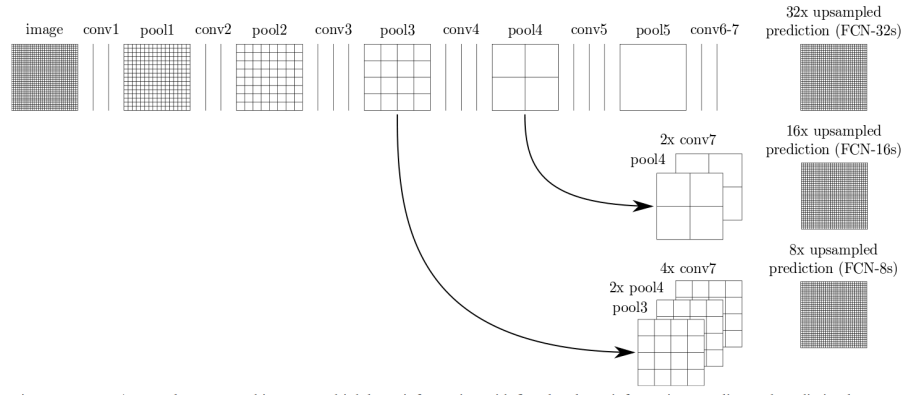 image conv1 pool1 conv2 pool2 conv3 pool3 conv4 pool4 conv5 pool5 conv6-7
32x upsampled
prediction (FCN-32s)
16x upsampled
prediction (FCN-16s)
2x conv7
pool4
8x upsampled
prediction (FCN-8s)
4x conv7
2x pool4
pool3